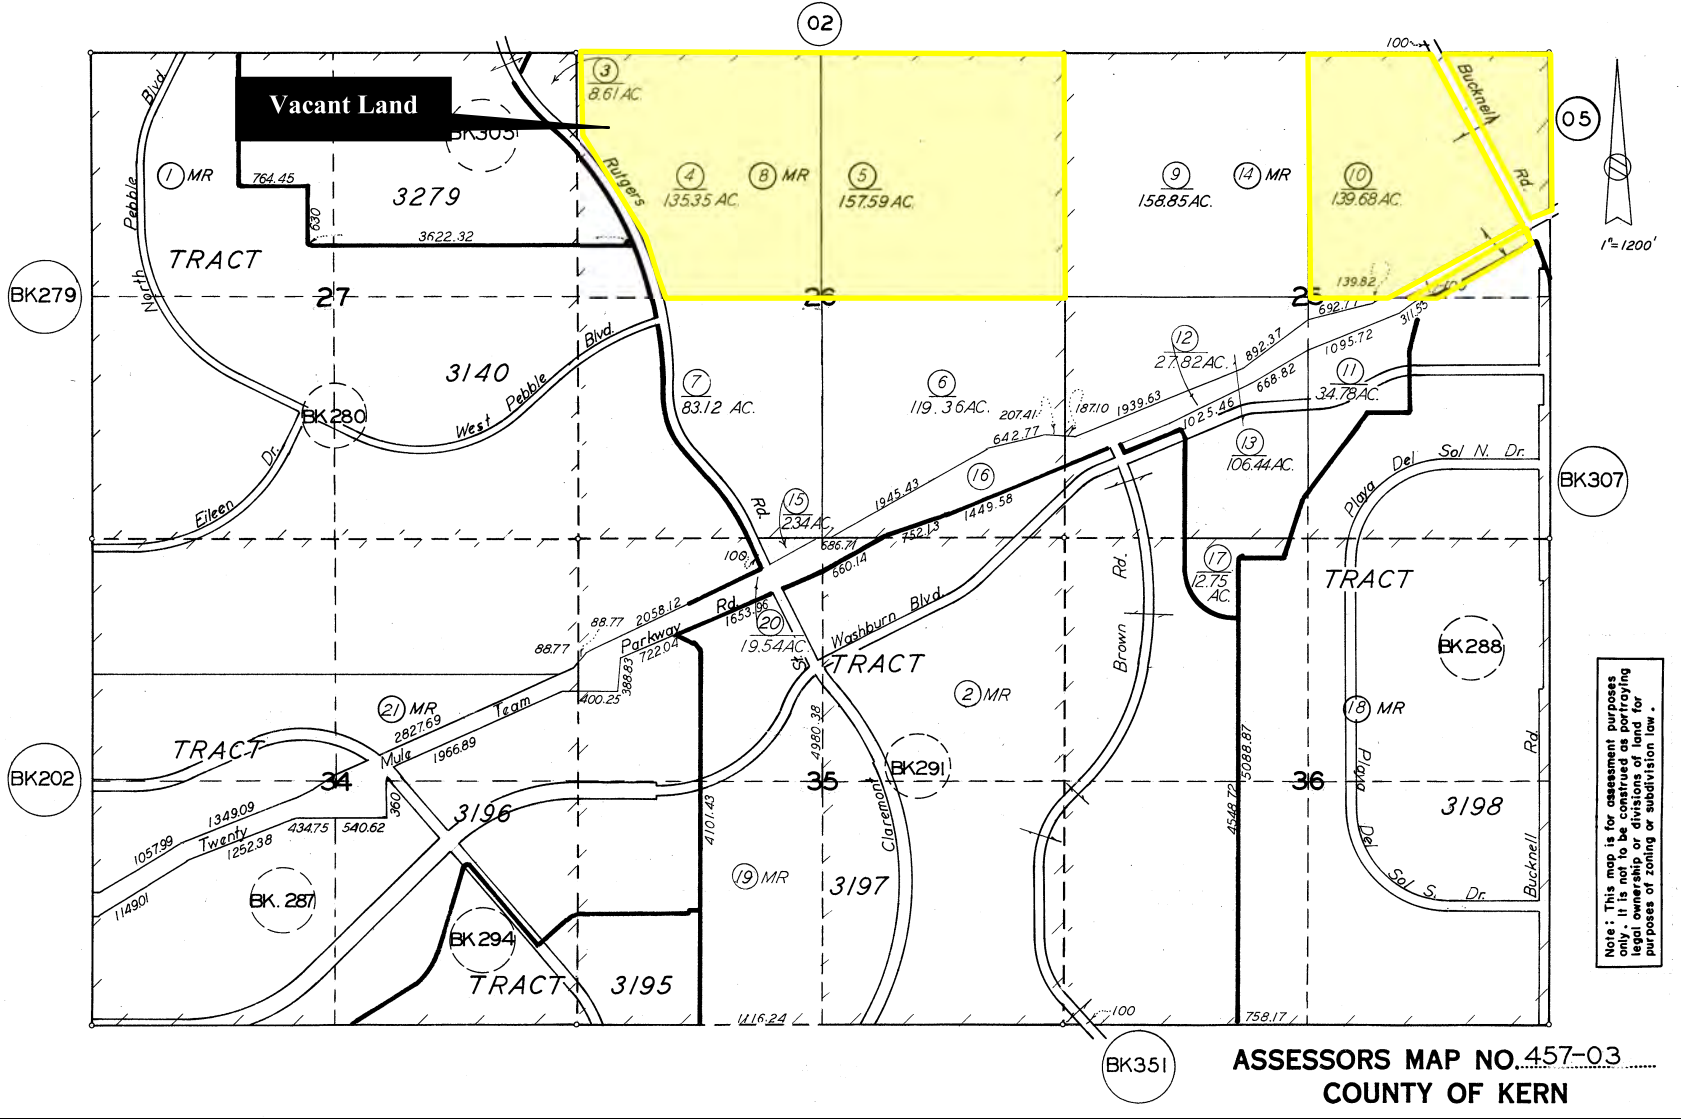 02
100
Vacant Land
BK305
3
8.61 AC.
Bucknell
Rd.
05
1"=1200'
North Pebble Blvd.
1 MR
764.45
630
3279
3622.32
TRACT
Rutgers
4
135.35 AC.
8 MR
5
157.59 AC.
9
158.85 AC.
14 MR
10
139.68 AC.
139.82
BK279
27
26
25
692.77
311.53
3140
West Pebble Blvd.
BK280
Eileen Dr.
7
83.12 AC.
6
119.36 AC.
12
27.82 AC.
892.37
1095.72
668.82
11
34.78 AC.
207.41
187.10
1939.63
642.77
1025.46
13
106.44 AC.
16
1945.43
1449.58
752.13
Rd.
15
2.34 AC.
686.71
660.14
100
17
12.75
AC.
Playa Del Sol N. Dr.
BK307
TRACT
BK288
88.77
88.77
2058.12
Parkway Rd.
1653.96
722.04
388.83
400.25
20
19.54 AC.
St.
Washburn Blvd.
Brown Rd.
TRACT
2 MR
21 MR
2827.69
Twenty Mule Team
1966.89
TRACT
BK202
34
35
36
4980.38
5088.87
4548.72
4101.43
BK291
Claremont
18 MR
Playa Del Sol S. Dr.
3198
Bucknell Rd.
1349.09
1057.99
1252.38
434.75
540.62
360
3196
1149.01
BK.287
BK294
TRACT 3195
19 MR
3197
1116.24
100
758.17
BK351
Note: This map is for assessment purposes
only. It is not to be construed as portraying
legal ownership or divisions of land for
purposes of zoning or subdivision law.
ASSESSORS MAP NO. 457-03
COUNTY OF KERN